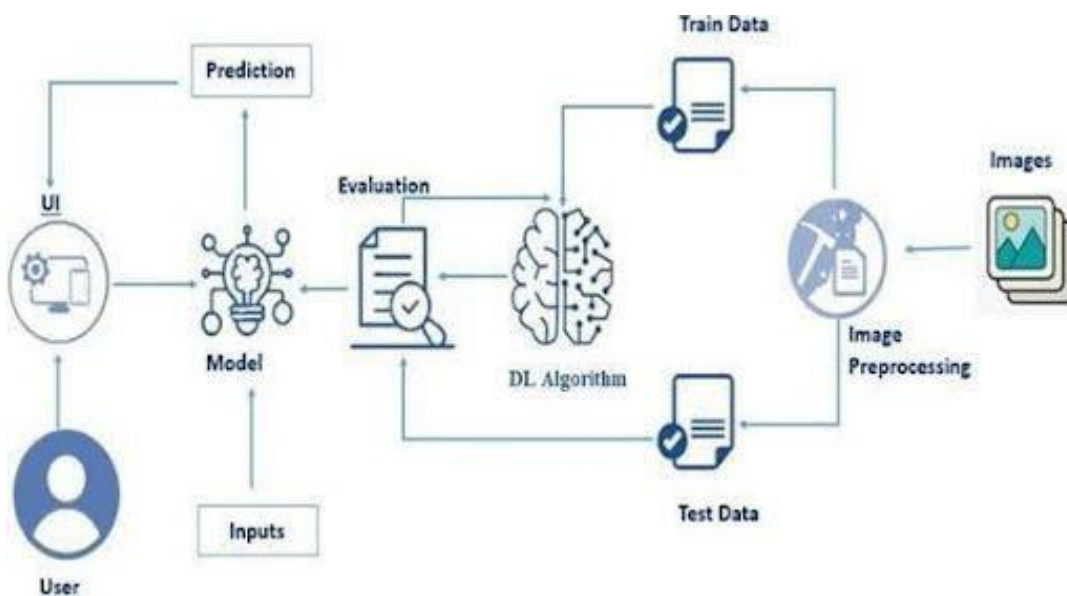 Train Data
Prediction
Images
Evaluation
UI
Image
Preprocessing
Model
DL Algorithm
Test Data
Inputs
User